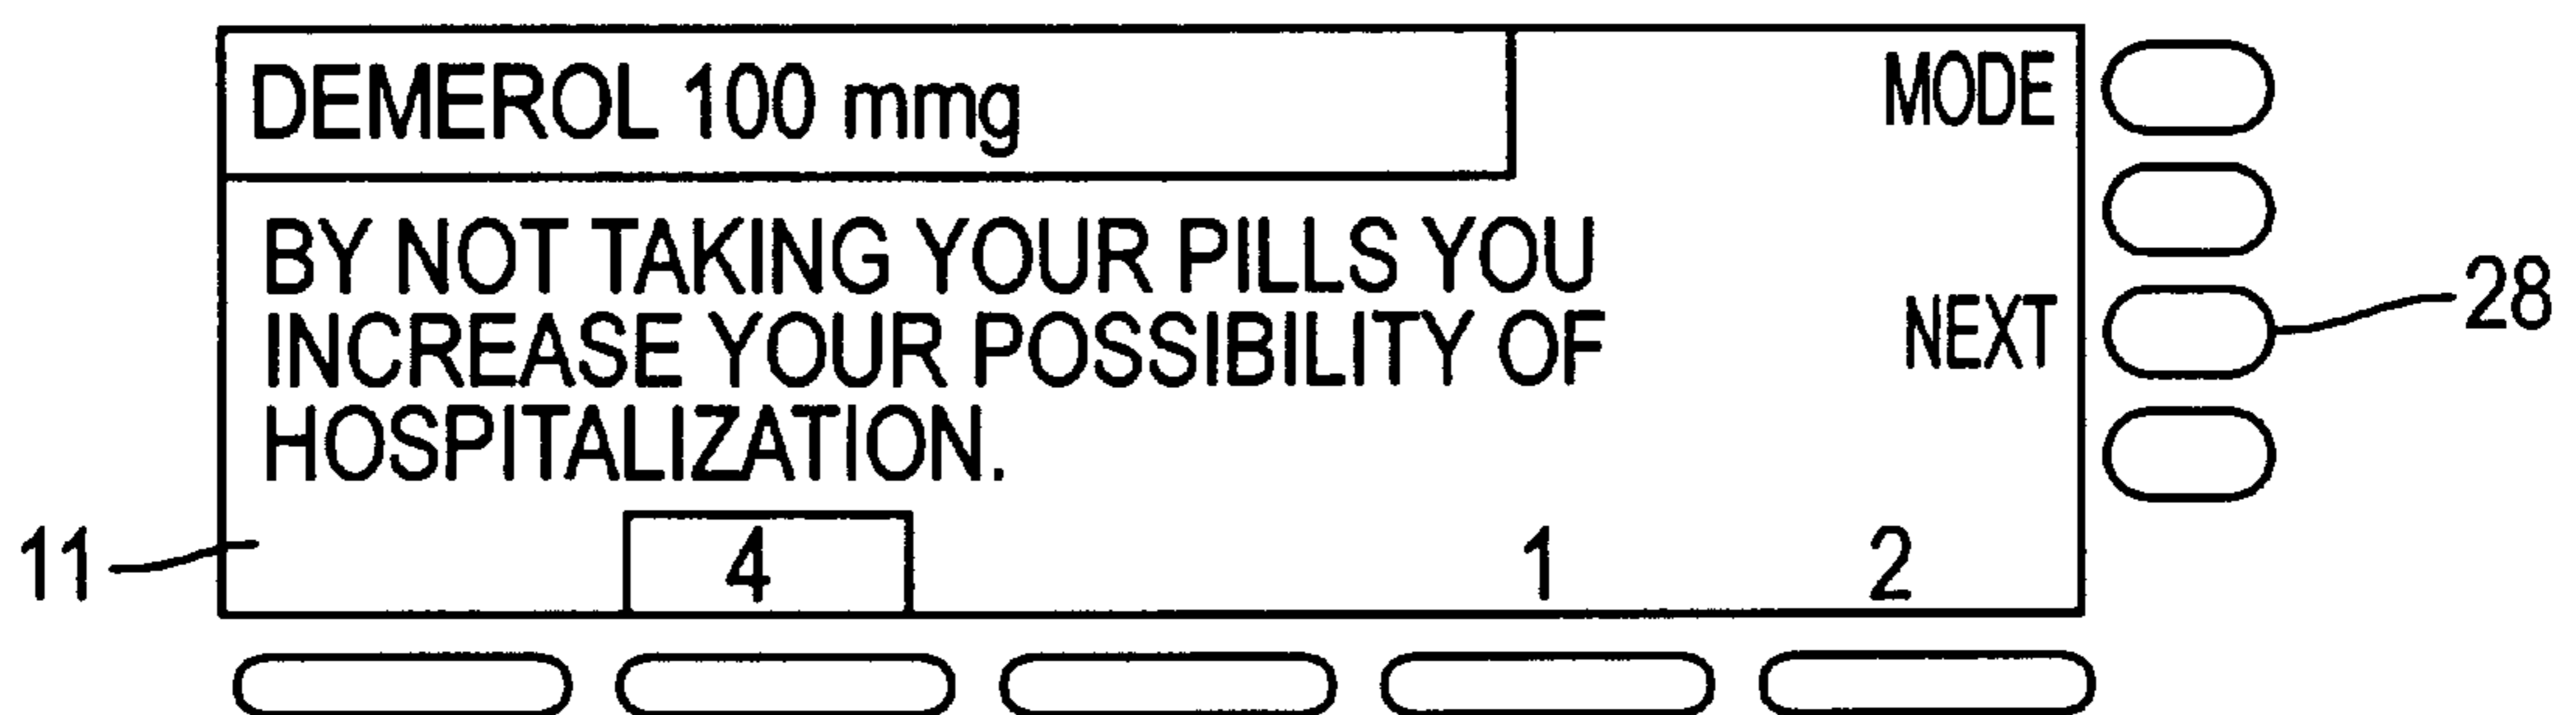 DEMEROL 100 mmg
MODE
BY NOT TAKING YOUR PILLS YOU
INCREASE YOUR POSSIBILITY OF
HOSPITALIZATION.
NEXT
28
11
4 1 2